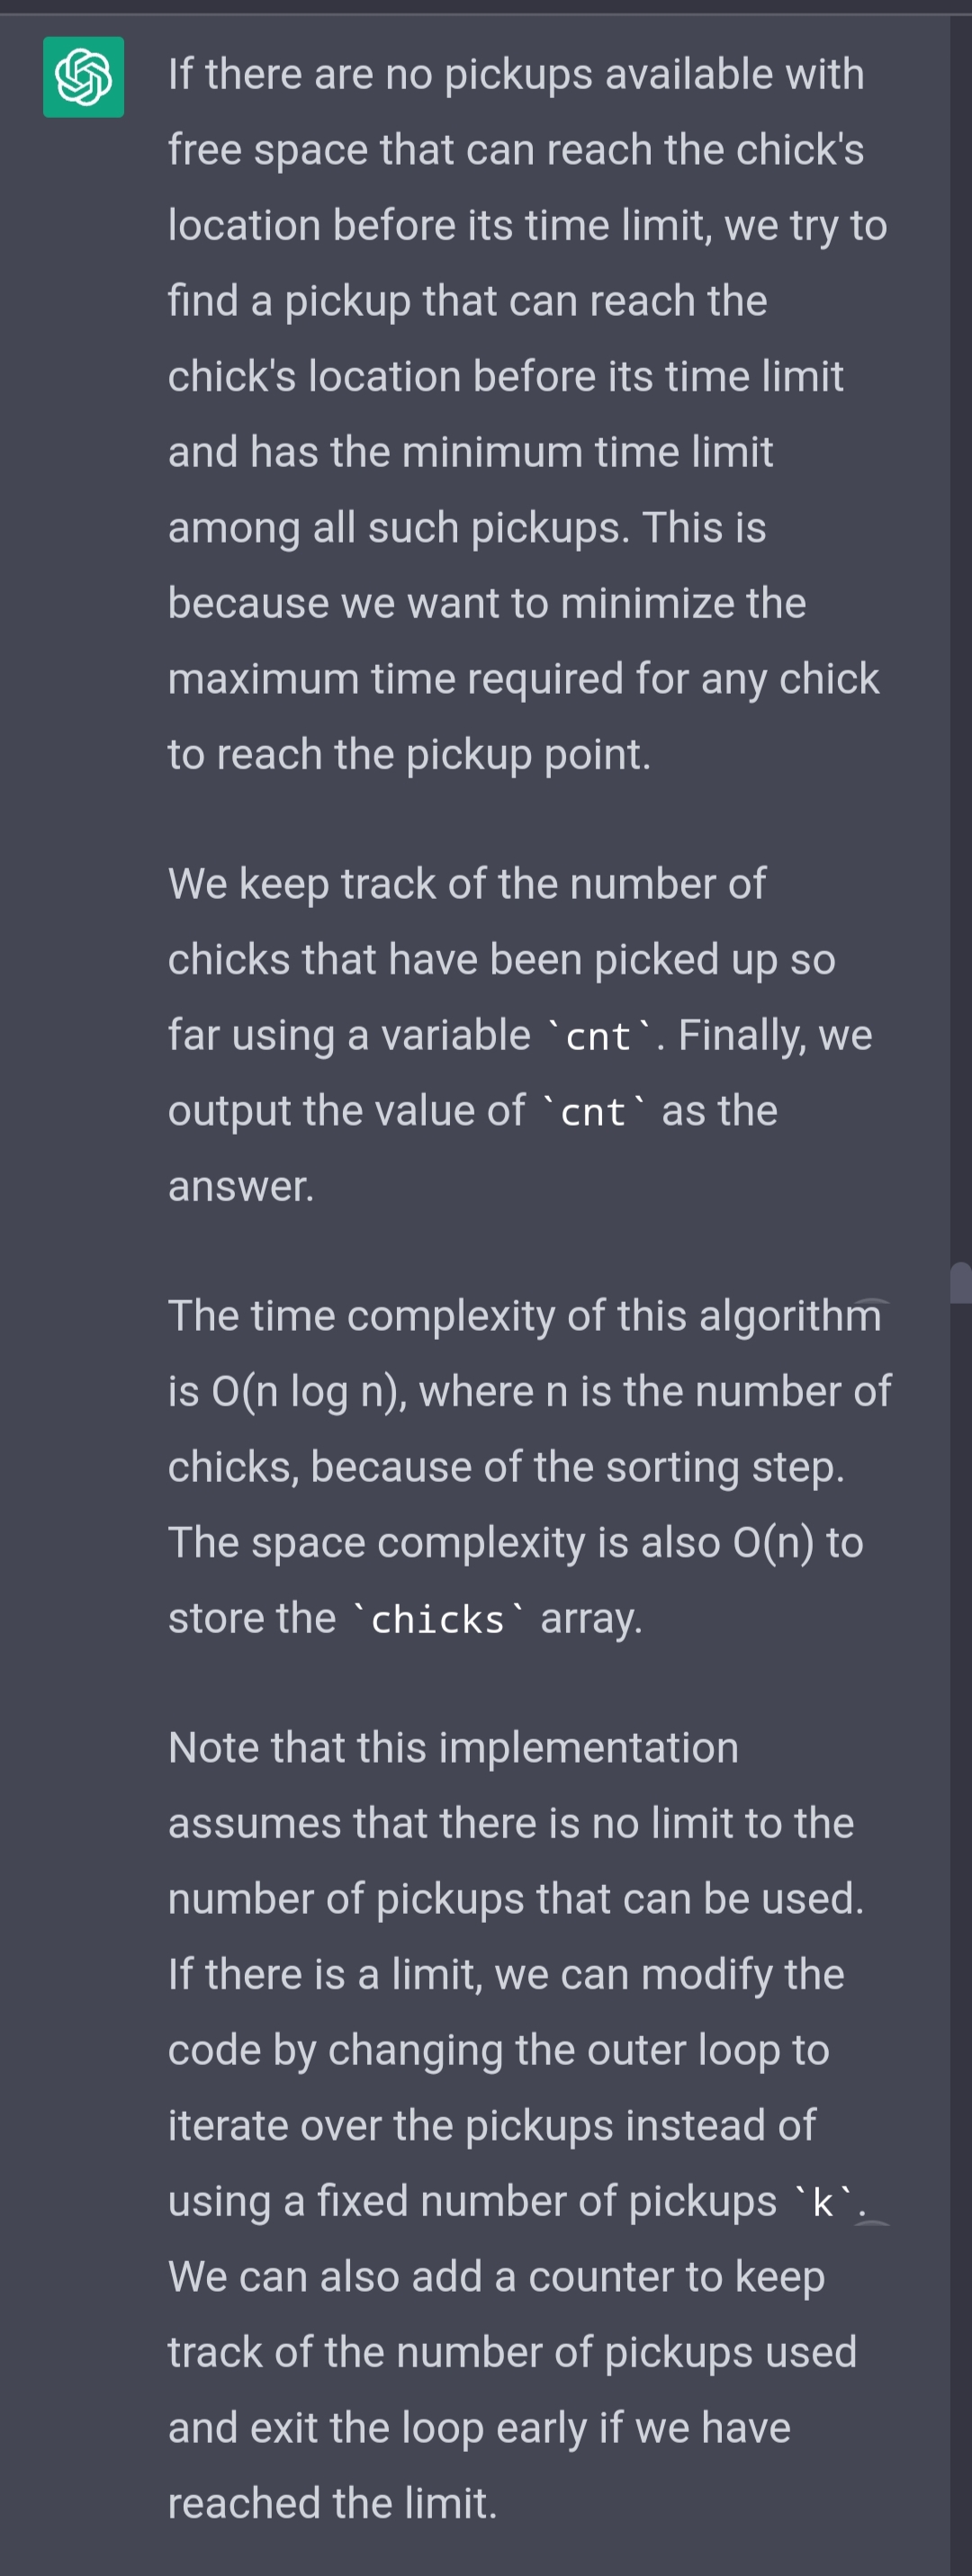 If there are no pickups available with
free space that can reach the chick's
location before its time limit, we try to
find a pickup that can reach the
chick's location before its time limit
and has the minimum time limit
among all such pickups. This is
because we want to minimize the
maximum time required for any chick
to reach the pickup point.
We keep track of the number of
chicks that have been picked up so
far using a variable `cnt`. Finally, we
output the value of `cnt` as the
answer.
The time complexity of this algorithm
is O(n log n), where n is the number of
chicks, because of the sorting step.
The space complexity is also O(n) to
store the `chicks` array.
Note that this implementation
assumes that there is no limit to the
number of pickups that can be used.
If there is a limit, we can modify the
code by changing the outer loop to
iterate over the pickups instead of
using a fixed number of pickups `k`.
We can also add a counter to keep
track of the number of pickups used
and exit the loop early if we have
reached the limit.